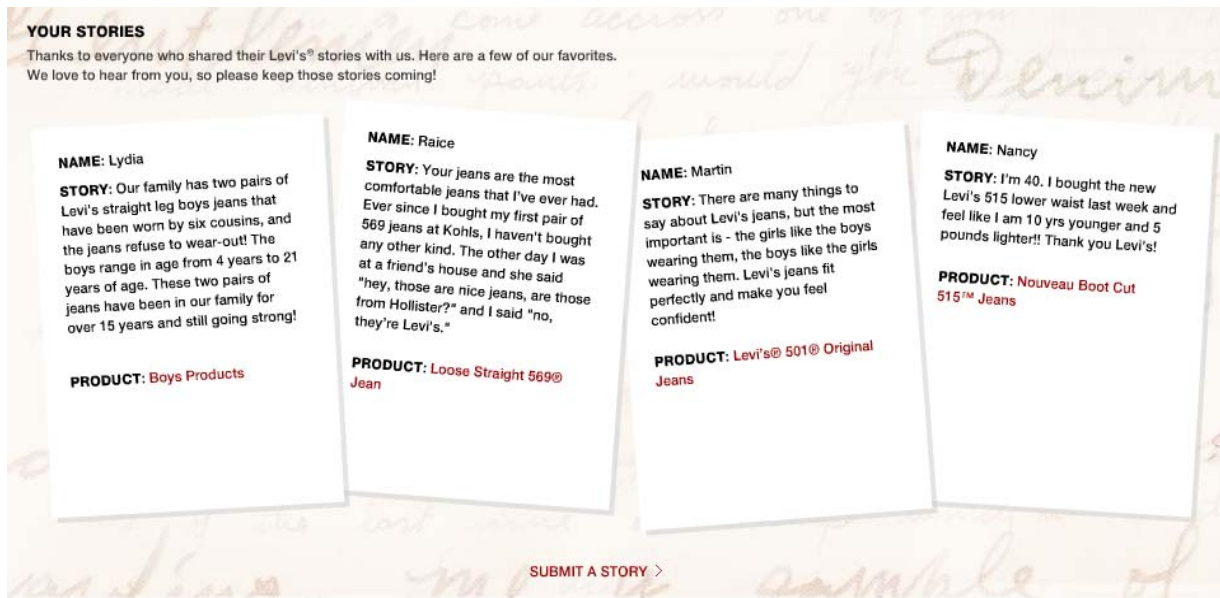 YOUR STORIES
Thanks to everyone who shared their Levi's® stories with us. Here are a few of our favorites.
We love to hear from you, so please keep those stories coming!
NAME: Lydia
STORY: Our family has two pairs of
Levi's straight leg boys jeans that
have been worn by six cousins, and
the jeans refuse to wear-out! The
boys range in age from 4 years to 21
years of age. These two pairs of
jeans have been in our family for
over 15 years and still going strong!
PRODUCT: Boys Products
NAME: Raice
STORY: Your jeans are the most
comfortable jeans that I've ever had.
Ever since I bought my first pair of
569 jeans at Kohls, I haven't bought
any other kind. The other day I was
at a friend's house and she said
"hey, those are nice jeans, are those
from Hollister?" and I said "no,
they're Levi's."
PRODUCT: Loose Straight 569®
Jean
NAME: Martin
STORY: There are many things to
say about Levi's jeans, but the most
important is - the girls like the boys
wearing them, the boys like the girls
wearing them. Levi's jeans fit
perfectly and make you feel
confident!
PRODUCT: Levi's® 501® Original
Jeans
NAME: Nancy
STORY: I'm 40. I bought the new
Levi's 515 lower waist last week and
feel like I am 10 yrs younger and 5
pounds lighter!! Thank you Levi's!
PRODUCT: Nouveau Boot Cut
515™ Jeans
SUBMIT A STORY >